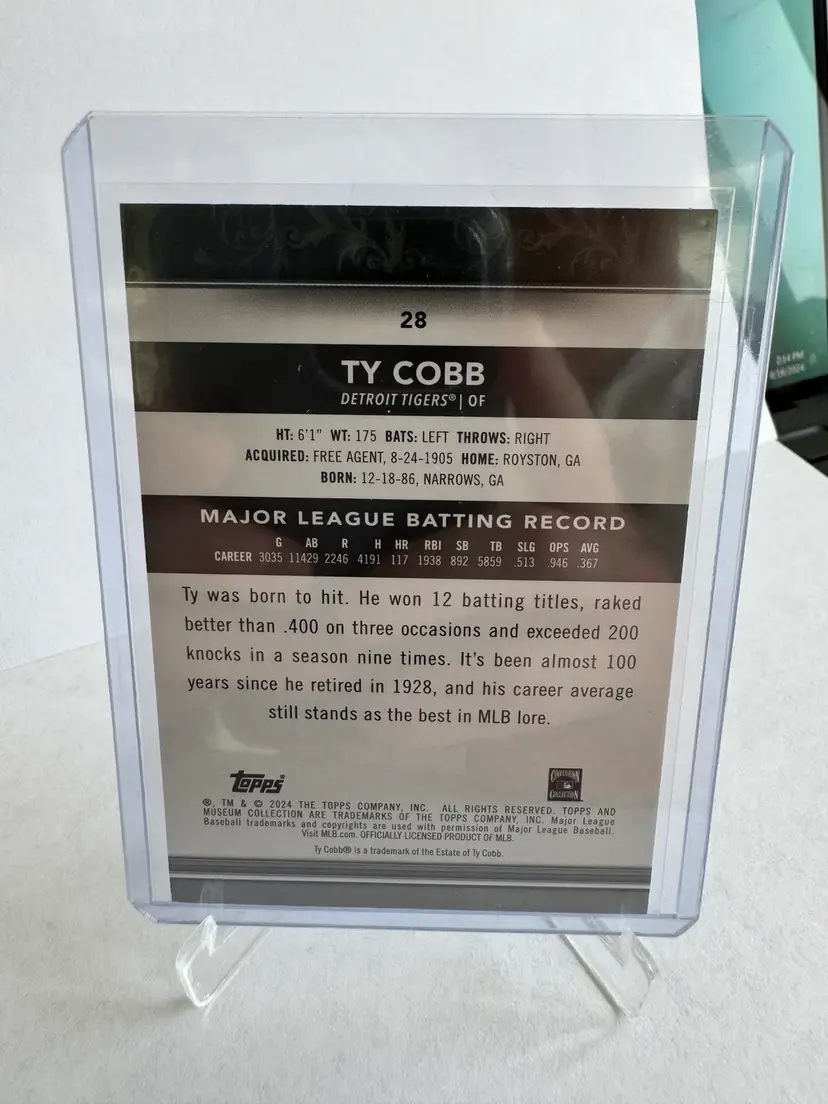 28
TY COBB
DETROIT TIGERS® | OF
HT: 6'1" WT: 175 BATS: LEFT THROWS: RIGHT
ACQUIRED: FREE AGENT, 8-24-1905 HOME: ROYSTON, GA
BORN: 12-18-86, NARROWS, GA
MAJOR LEAGUE BATTING RECORD
G AB R H HR RBI SB TB SLG OPS AVG
CAREER 3035 11429 2246 4191 117 1938 892 5859 .513 .946 .367
Ty was born to hit. He won 12 batting titles, raked
better than .400 on three occasions and exceeded 200
knocks in a season nine times. It's been almost 100
years since he retired in 1928, and his career average
still stands as the best in MLB lore.
Topps®
COOPERSTOWN
COLLECTION
®, TM & © 2024 THE TOPPS COMPANY, INC. ALL RIGHTS RESERVED. TOPPS AND
MUSEUM COLLECTION ARE TRADEMARKS OF THE TOPPS COMPANY, INC. Major League
Baseball trademarks and copyrights are used with permission of Major League Baseball.
Visit MLB.com. OFFICIALLY LICENSED PRODUCT OF MLB.
Ty Cobb® is a trademark of the Estate of Ty Cobb.
2:14 PM